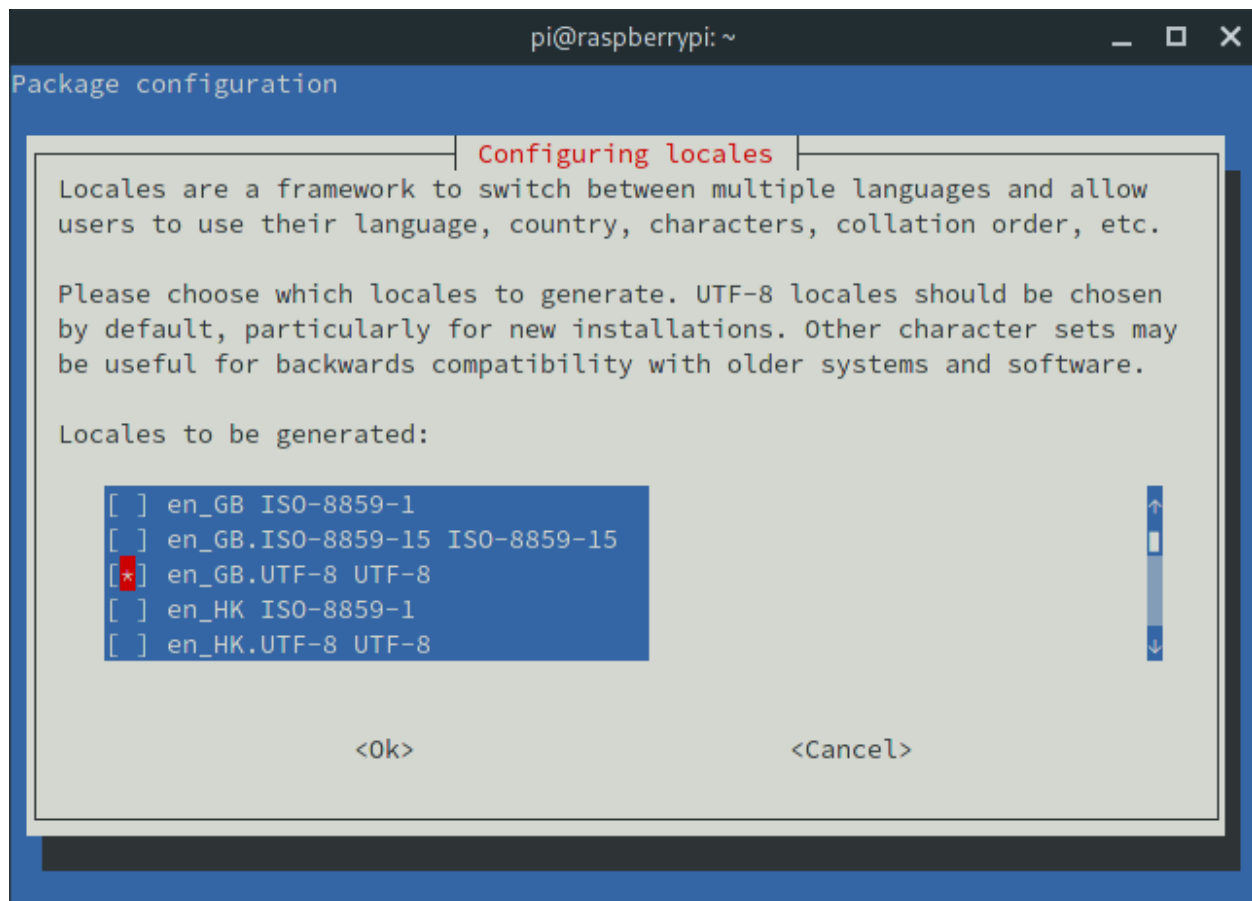 pi@raspberrypi: ~
Package configuration
Configuring locales
Locales are a framework to switch between multiple languages and allow
users to use their language, country, characters, collation order, etc.
Please choose which locales to generate. UTF-8 locales should be chosen
by default, particularly for new installations. Other character sets may
be useful for backwards compatibility with older systems and software.
Locales to be generated:
[ ] en_GB ISO-8859-1
[ ] en_GB.ISO-8859-15 ISO-8859-15
[*] en_GB.UTF-8 UTF-8
[ ] en_HK ISO-8859-1
[ ] en_HK.UTF-8 UTF-8
<Ok> <Cancel>